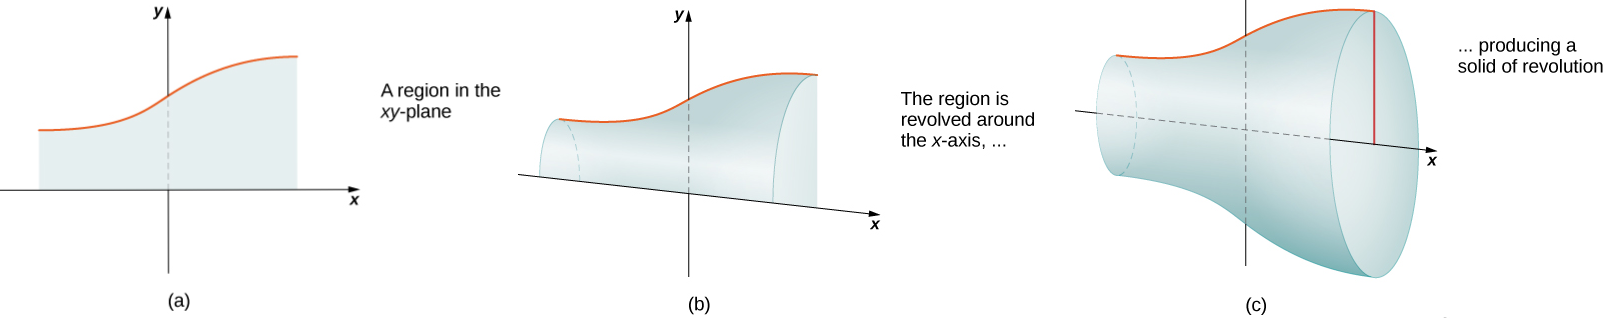 y
x
A region in the
xy-plane
(a)
y
x
The region is
revolved around
the x-axis, ...
(b)
x
... producing a
solid of revolution
(c)